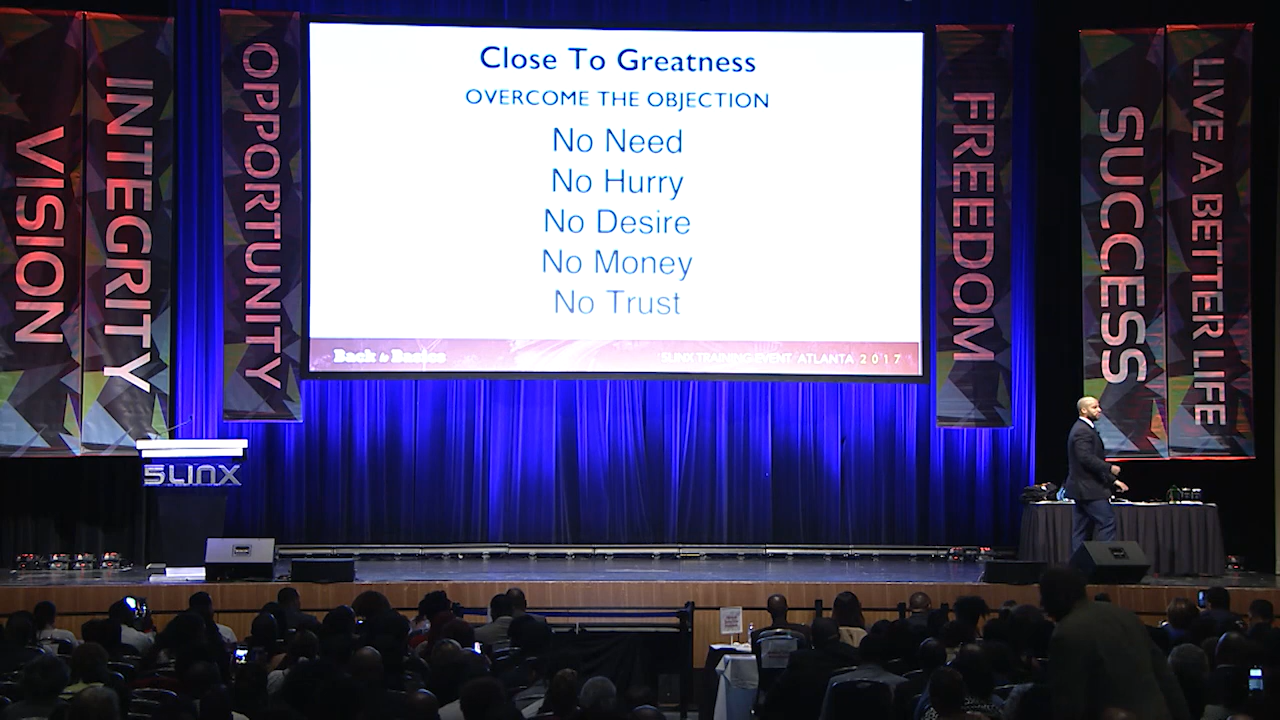 VISION
INTEGRITY
OPPORTUNITY
Close To Greatness
OVERCOME THE OBJECTION
No Need
No Hurry
No Desire
No Money
No Trust
Back to Basics
5LINX TRAINING EVENT ATLANTA 2017
FREEDOM
SUCCESS
LIVE A BETTER LIFE
5LINX